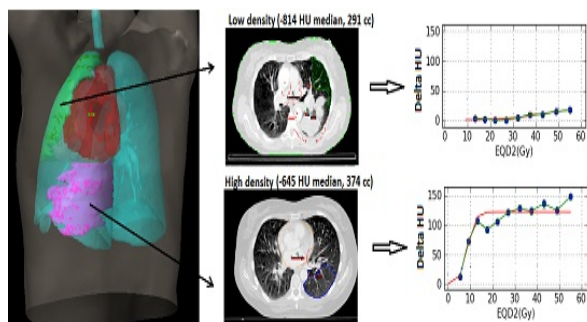 Low density (-814 HU median, 291 cc)
Delta HU
150
100
50
0
0 10 20 30 40 50 60
EQD2(Gy)
High density (-645 HU median, 374 cc)
Delta HU
150
100
50
0
0 10 20 30 40 50 60
EQD2(Gy)